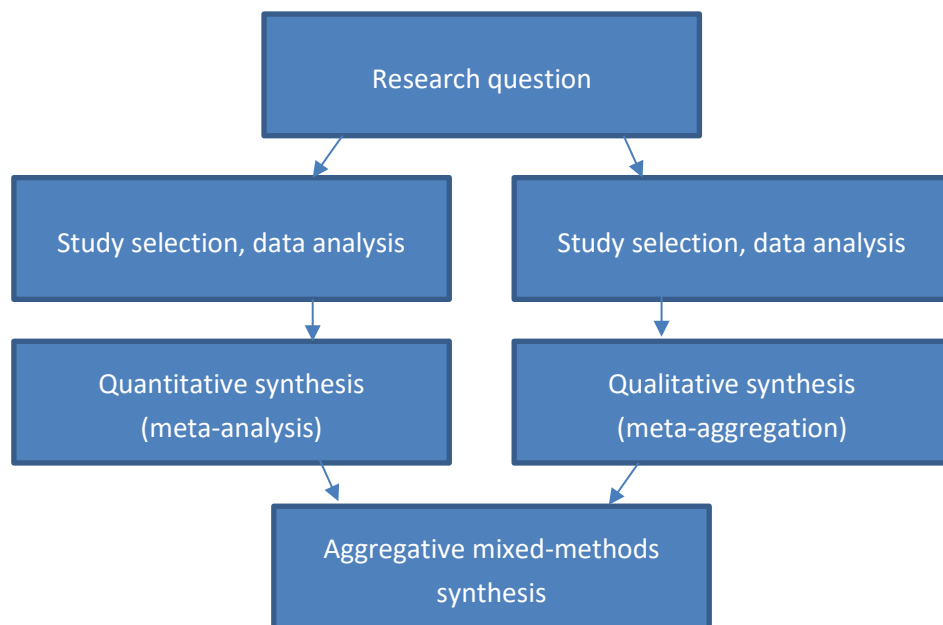 Research question
Study selection, data analysis
Study selection, data analysis
Quantitative synthesis
(meta-analysis)
Qualitative synthesis
(meta-aggregation)
Aggregative mixed-methods
synthesis